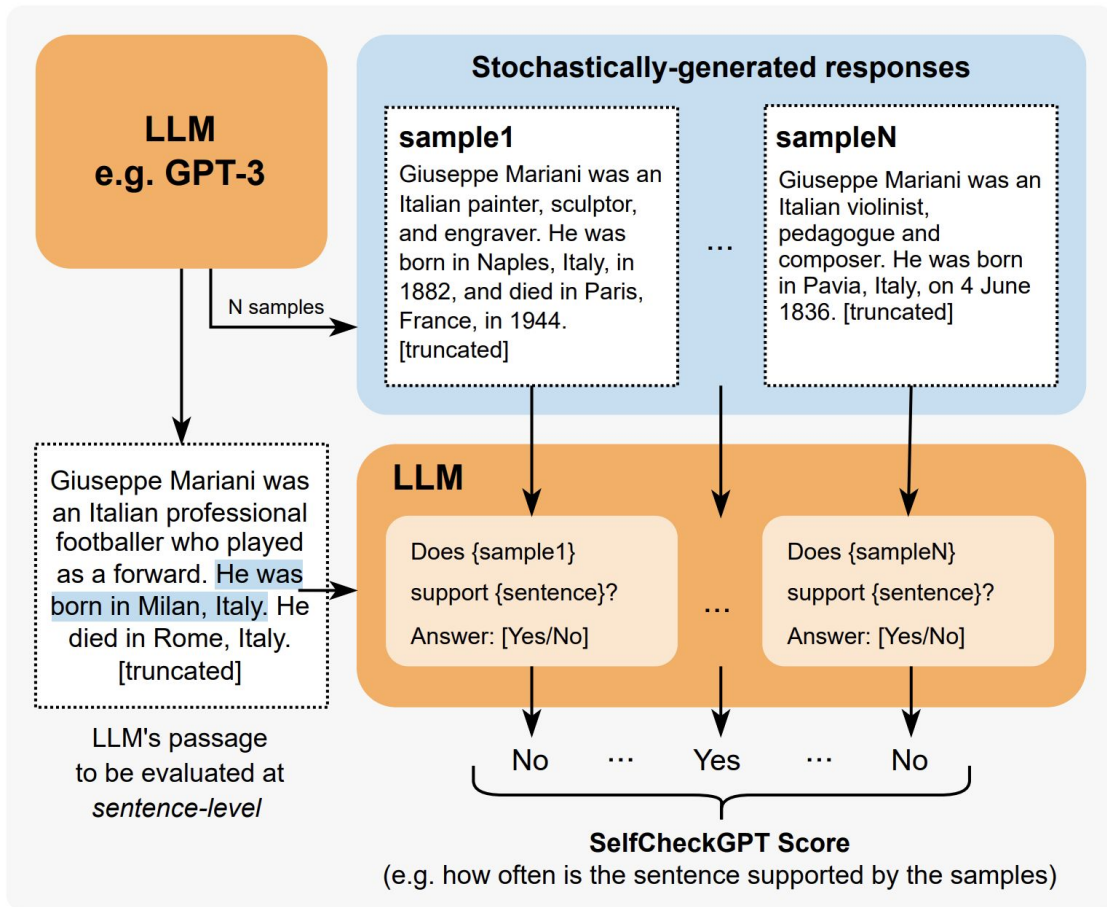 LLM
e.g. GPT-3
Stochastically-generated responses
sample1
Giuseppe Mariani was an
Italian painter, sculptor,
and engraver. He was
born in Naples, Italy, in
1882, and died in Paris,
France, in 1944.
[truncated]
...
sampleN
Giuseppe Mariani was an
Italian violinist,
pedagogue and
composer. He was born
in Pavia, Italy, on 4 June
1836. [truncated]
N samples
Giuseppe Mariani was
an Italian professional
footballer who played
as a forward. He was
born in Milan, Italy. He
died in Rome, Italy.
[truncated]
LLM's passage
to be evaluated at
sentence-level
LLM
Does {sample1}
support {sentence}?
Answer: [Yes/No]
...
Does {sampleN}
support {sentence}?
Answer: [Yes/No]
No ... Yes ... No
SelfCheckGPT Score
(e.g. how often is the sentence supported by the samples)